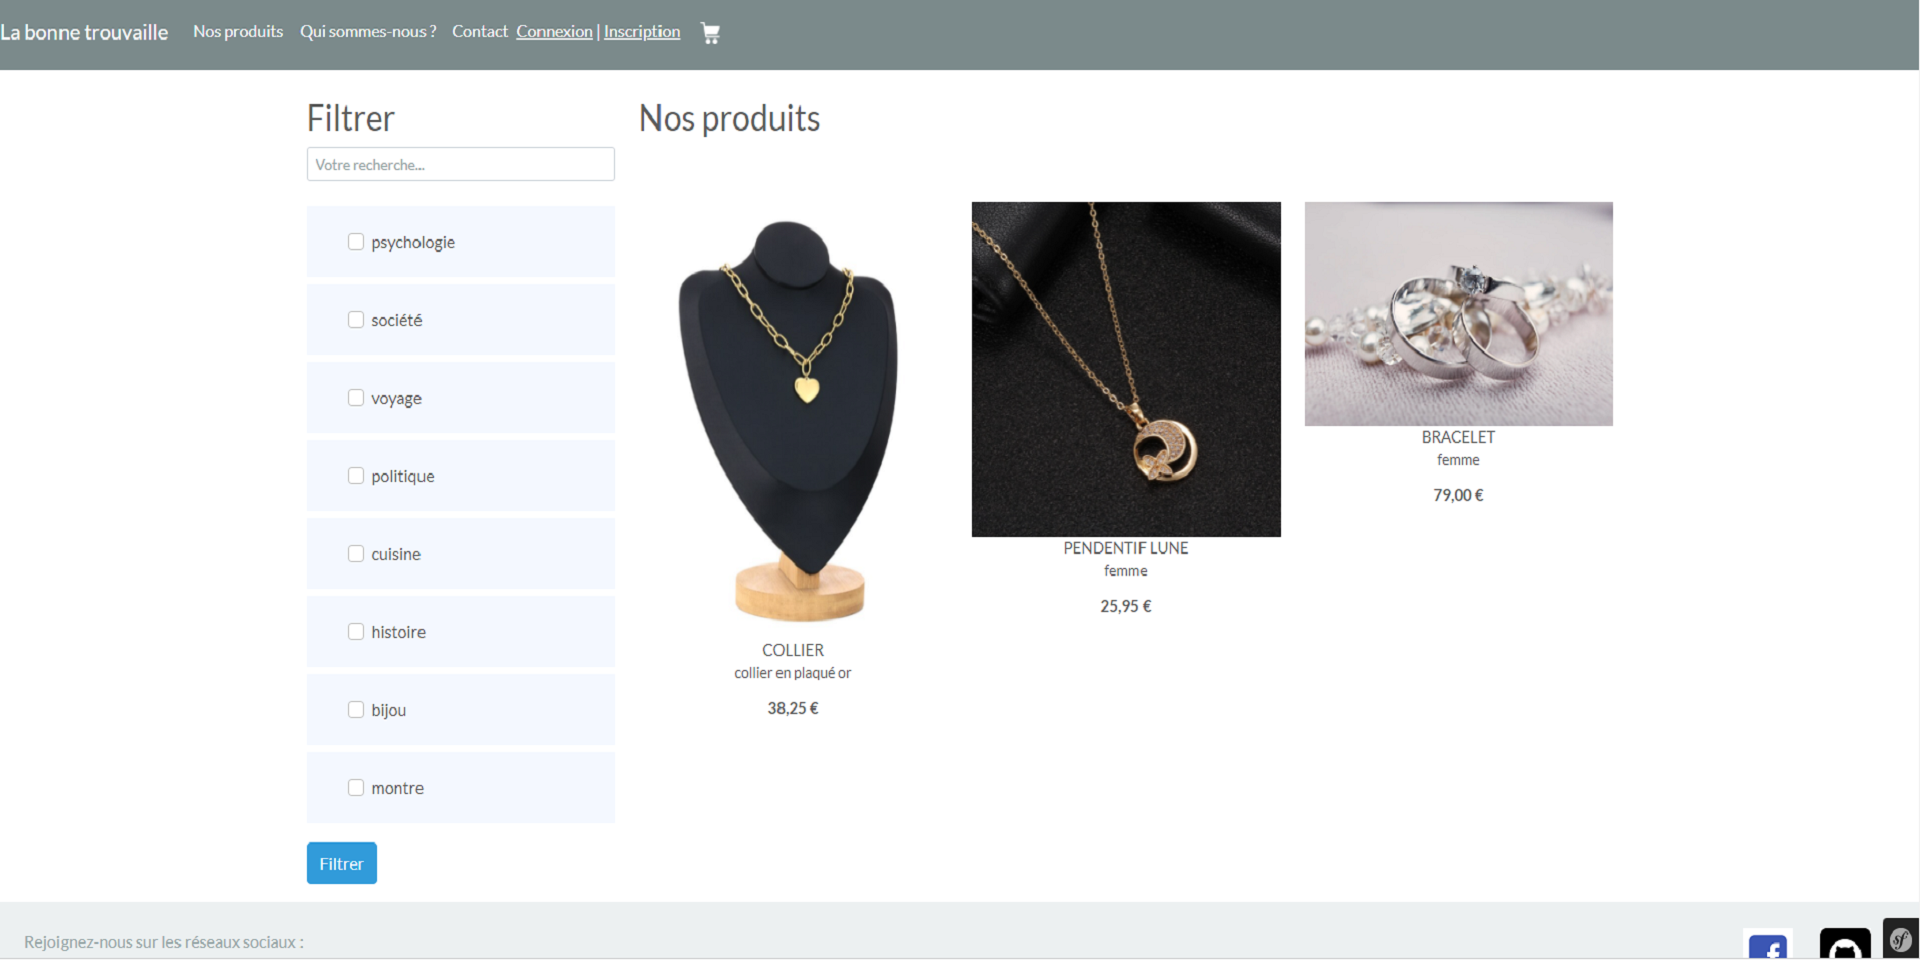 La bonne trouvaille Nos produits Qui sommes-nous ? Contact Connexion | Inscription
Filtrer
Votre recherche...
psychologie
société
voyage
politique
cuisine
histoire
bijou
montre
Filtrer
Nos produits
COLLIER
collier en plaqué or
38,25 €
PENDENTIF LUNE
femme
25,95 €
BRACELET
femme
79,00 €
Rejoignez-nous sur les réseaux sociaux :
f
sf